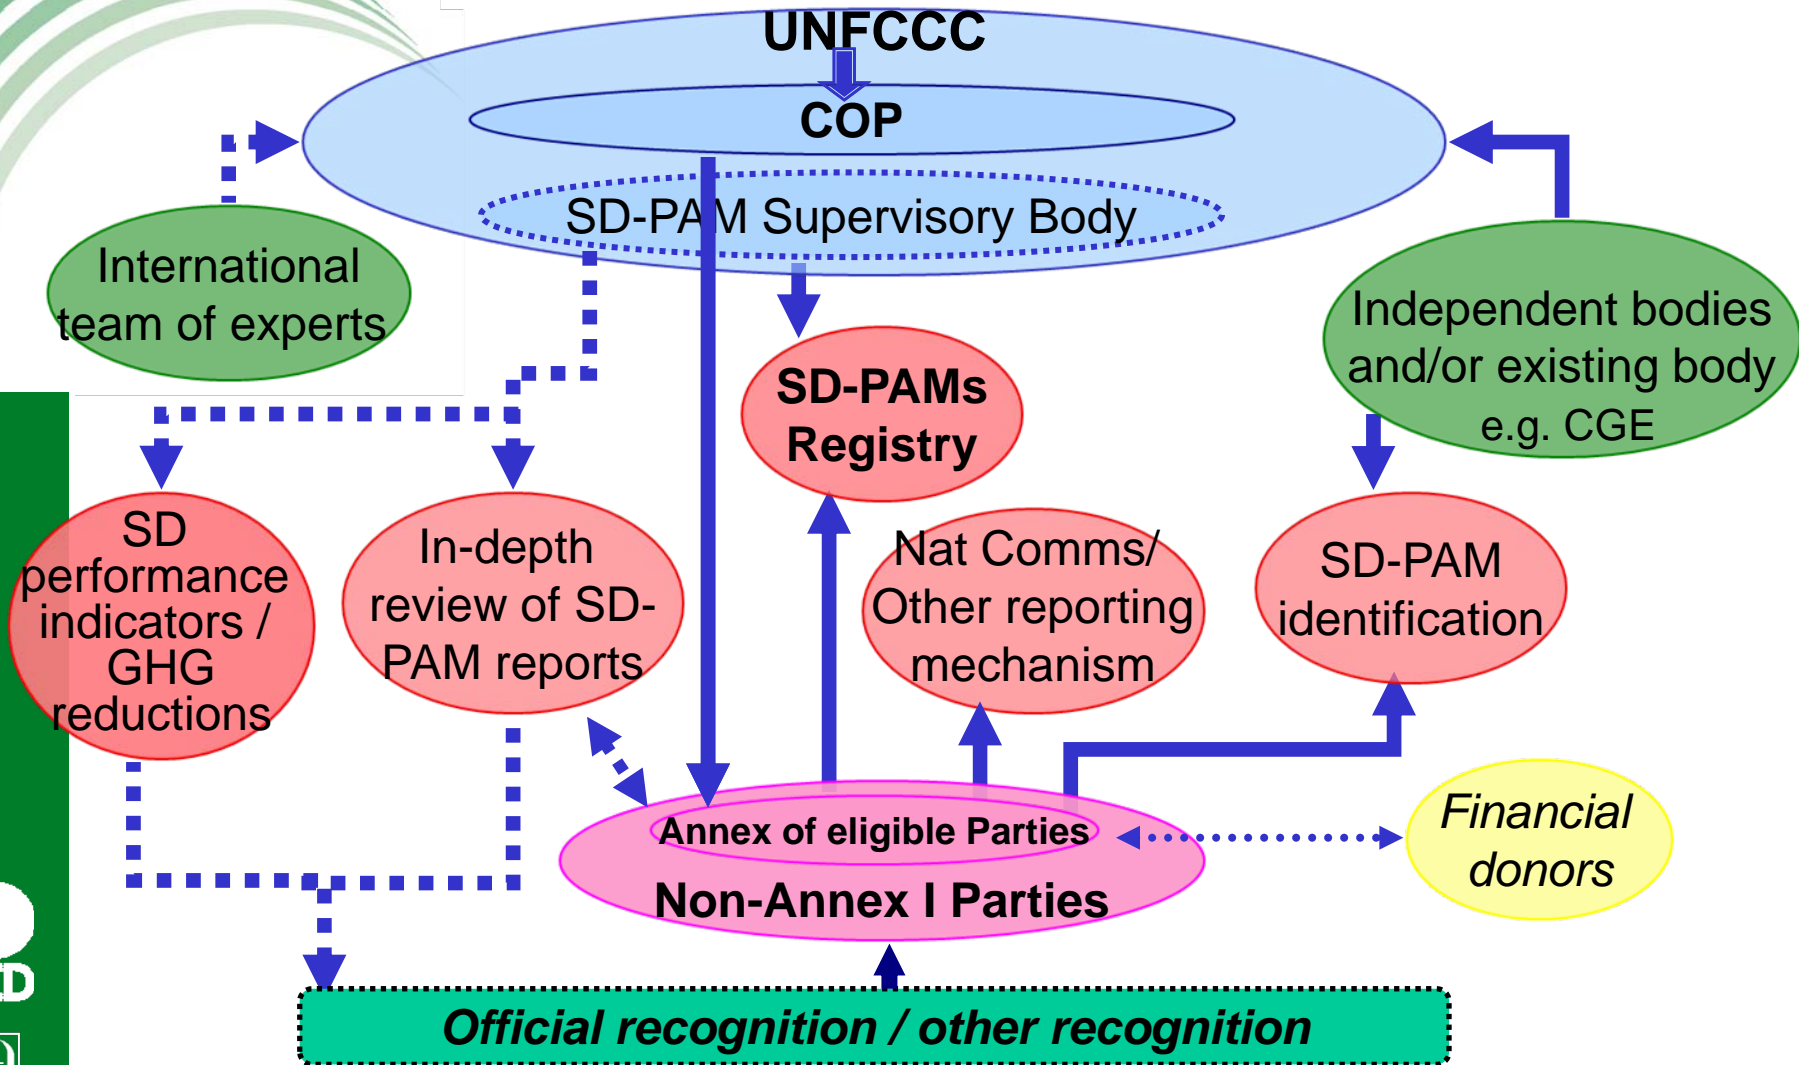 UNFCCC
COP
SD-PAM Supervisory Body
International
team of experts
Independent bodies
and/or existing body
e.g. CGE
SD-PAMs
Registry
SD
performance
indicators /
GHG
reductions
In-depth
review of SD-
PAM reports
Nat Comms/
Other reporting
mechanism
SD-PAM
identification
Annex of eligible Parties
Non-Annex I Parties
Financial
donors
Official recognition / other recognition